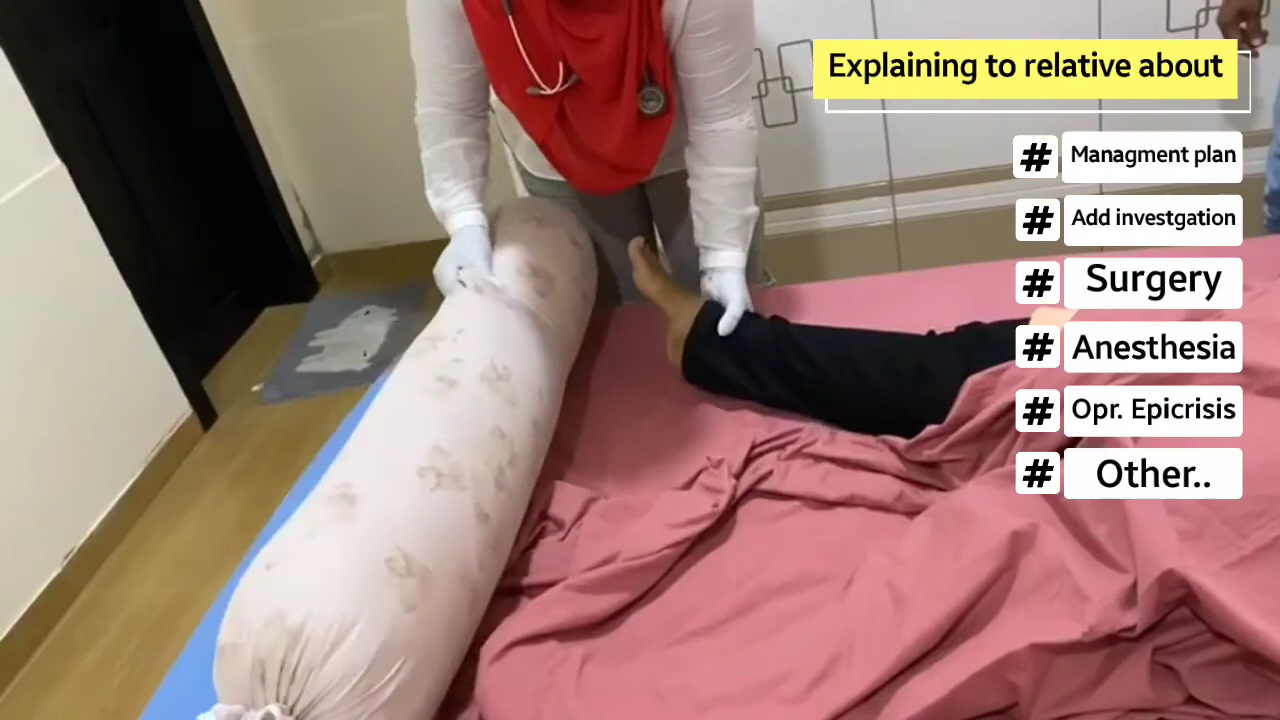 Explaining to relative about
# Managment plan
# Add investgation
# Surgery
# Anesthesia
# Opr. Epicrisis
# Other..